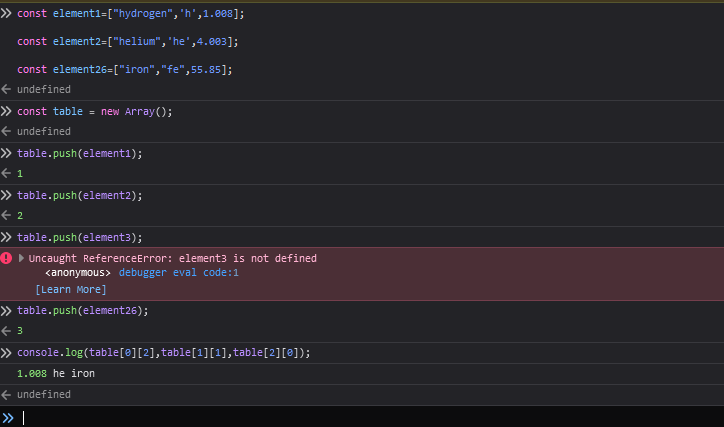 const element1=["hydrogen",'h',1.008];
const element2=["helium",'he',4.003];
const element26=["iron","fe",55.85];
undefined
const table = new Array();
undefined
table.push(element1);
1
table.push(element2);
2
table.push(element3);
Uncaught ReferenceError: element3 is not defined
<anonymous> debugger eval code:1
[Learn More]
table.push(element26);
3
console.log(table[0][2],table[1][1],table[2][0]);
1.008 he iron
undefined